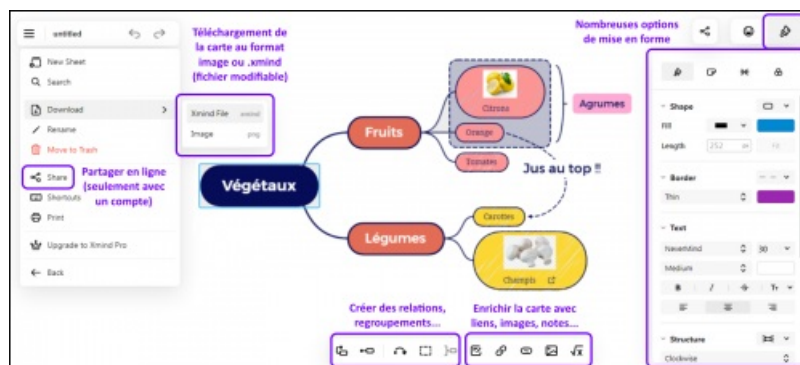 untitled
New Sheet
Search
Download
Rename
Move to Trash
Share
Shortcuts
Print
Upgrade to Xmind Pro
Back
Téléchargement de
la carte au format
image ou .xmind
(fichier modifiable)
Xmind File .xmind
Image .png
Partager en ligne
(seulement avec
un compte)
Végétaux
Fruits
Légumes
Citrons
Orange
Tomates
Agrumes
Jus au top !!
Carottes
Champis
Créer des relations,
regroupements...
Enrichir la carte avec
liens, images, notes...
Nombreuses options
de mise en forme
Shape
Fill
Length 252
Border
Thin
Text
NeverMind 30
Medium
B I S Tr
Structure
Clockwise